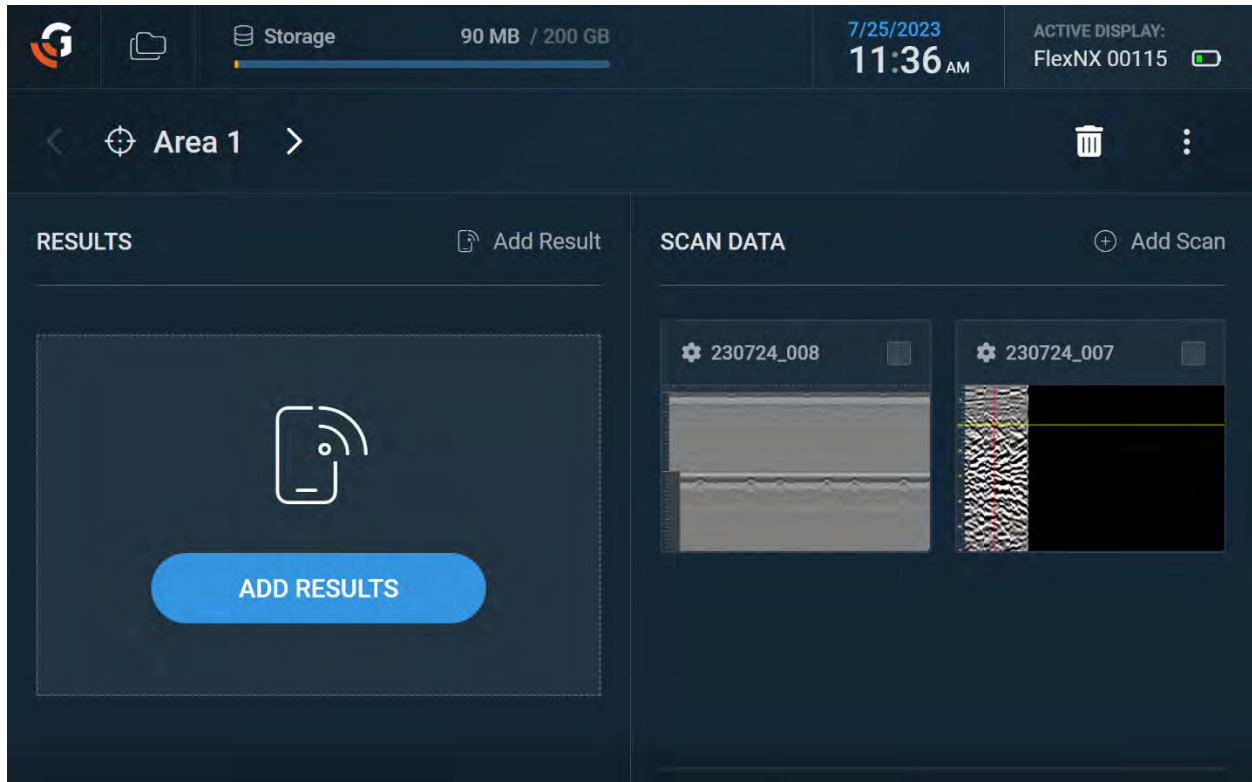 Storage 90 MB / 200 GB
7/25/2023
11:36 AM
ACTIVE DISPLAY:
FlexNX 00115
Area 1
RESULTS
Add Result
ADD RESULTS
SCAN DATA
Add Scan
230724_008
230724_007